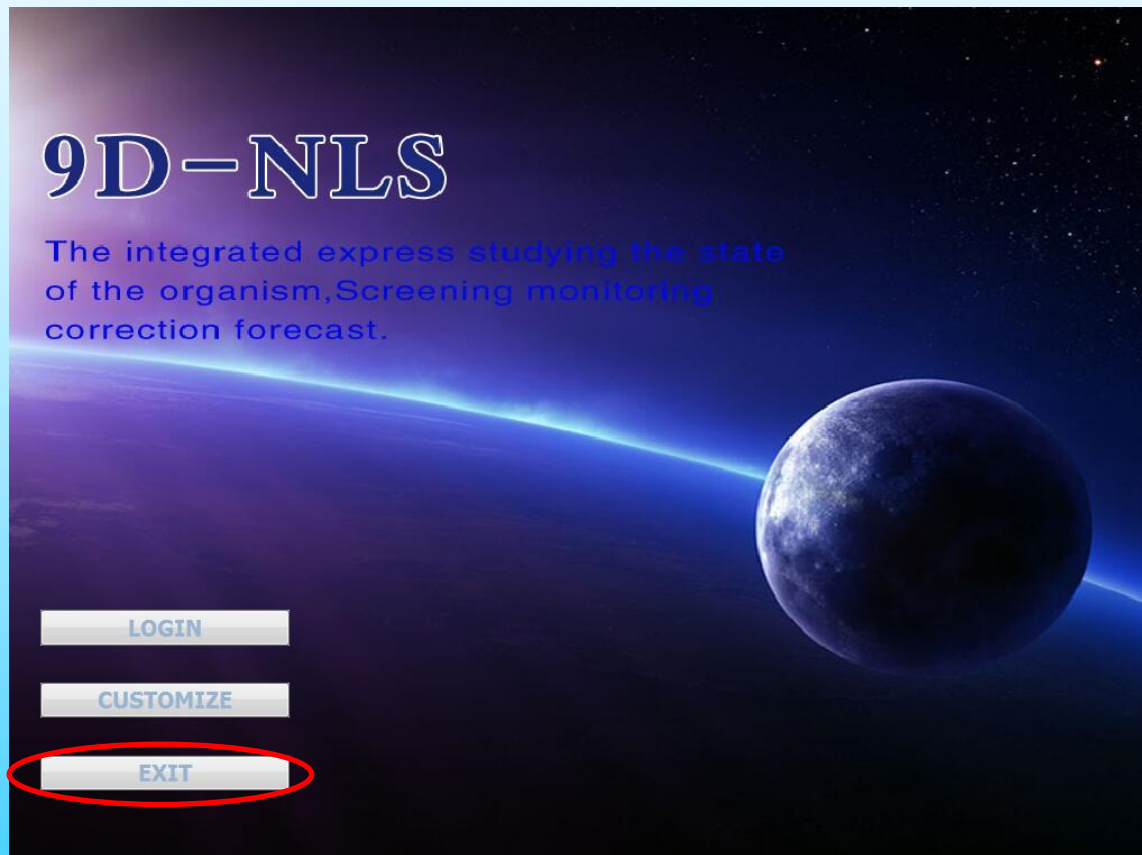 9D-NLS
The integrated express studying the state
of the organism,Screening monitoring
correction forecast.
LOGIN
CUSTOMIZE
EXIT